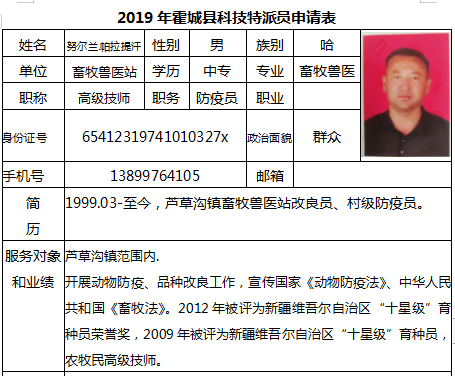 2019 年霍城县科技特派员申请表
姓名 努尔兰.帕拉提汗 性别 男 族别 哈
单位 畜牧兽医站 学历 中专 专业 畜牧兽医
职称 高级技师 职务 防疫员 职业
身份证号 65412319741010327x 政治面貌 群众
手机号 13899764105 邮箱
简
历
1999.03-至今，芦草沟镇畜牧兽医站改良员、村级防疫员。
服务对象
和业绩
芦草沟镇范围内.
开展动物防疫、品种改良工作，宣传国家《动物防疫法》、中华人民
共和国《畜牧法》。2012 年被评为新疆维吾尔自治区“十星级”育
种员荣誉奖，2009 年被评为新疆维吾尔自治区“十星级”育种员，
农牧民高级技师。